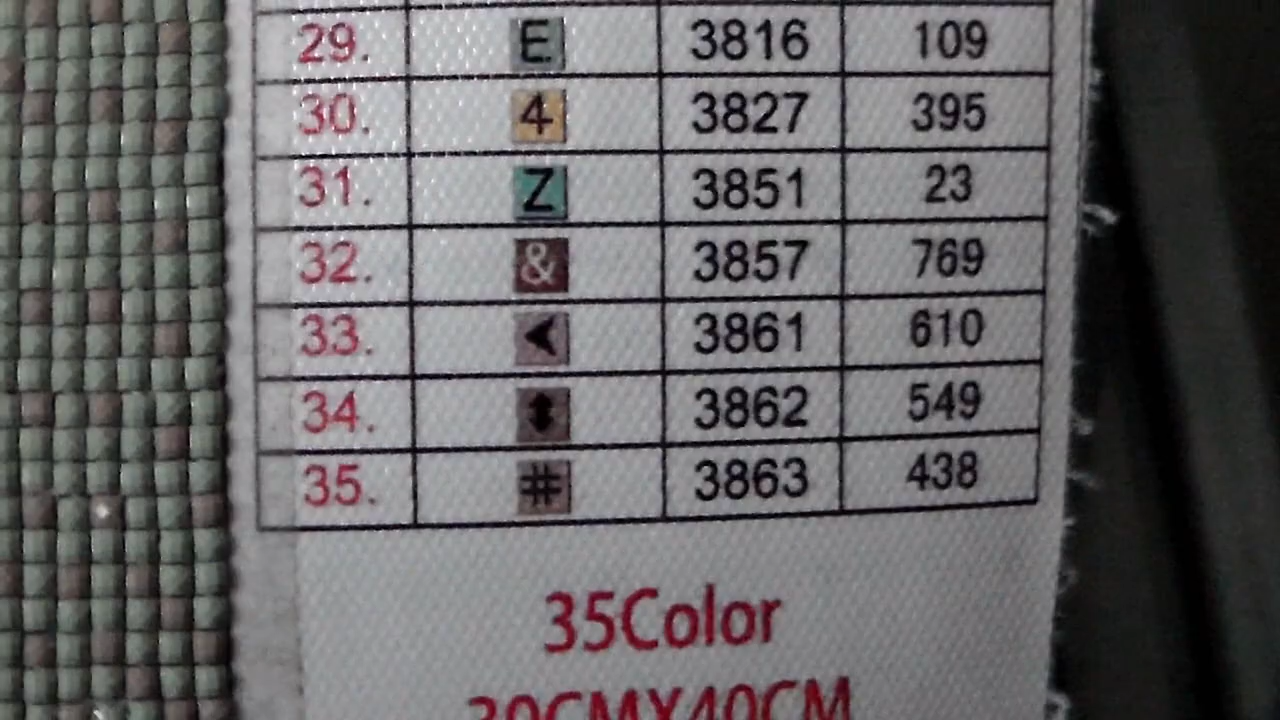 29. E 3816 109
30. 4 3827 395
31. Z 3851 23
32. & 3857 769
33. ⮜ 3861 610
34. ⬍ 3862 549
35. # 3863 438
35Color
30CMX40CM